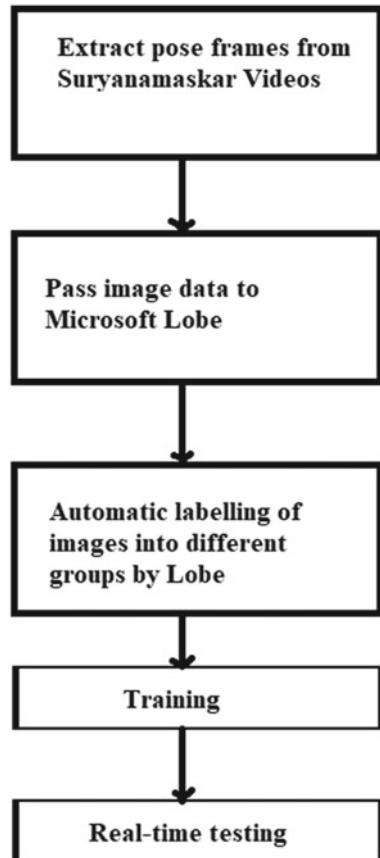 Extract pose frames from
Suryanamaskar Videos
Pass image data to
Microsoft Lobe
Automatic labelling of
images into different
groups by Lobe
Training
Real-time testing